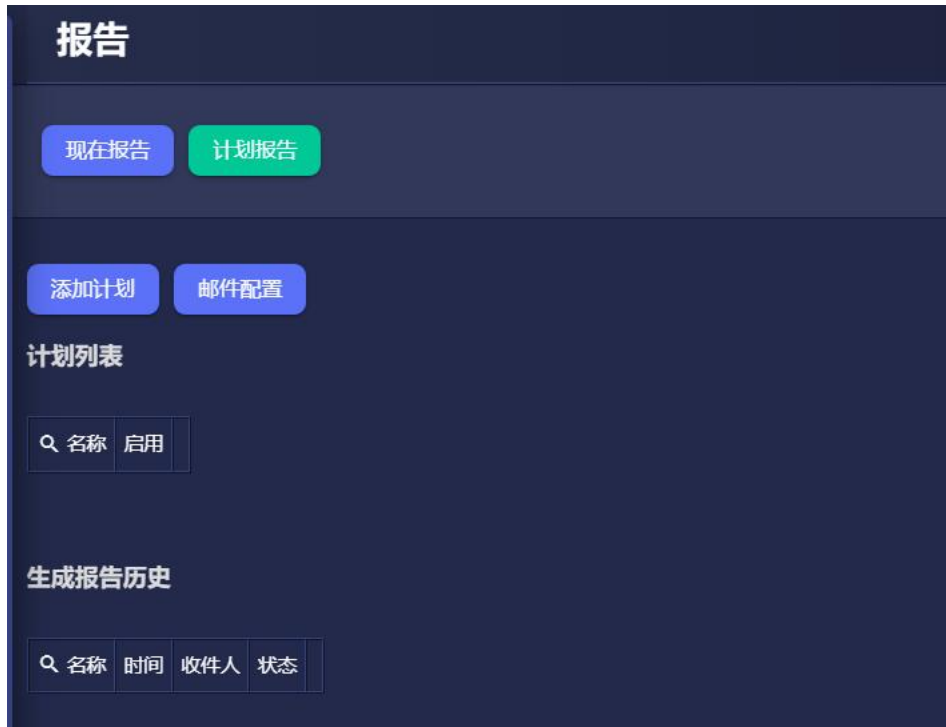 报告
现在报告 计划报告
添加计划 邮件配置
计划列表
名称 启用
生成报告历史
名称 时间 收件人 状态